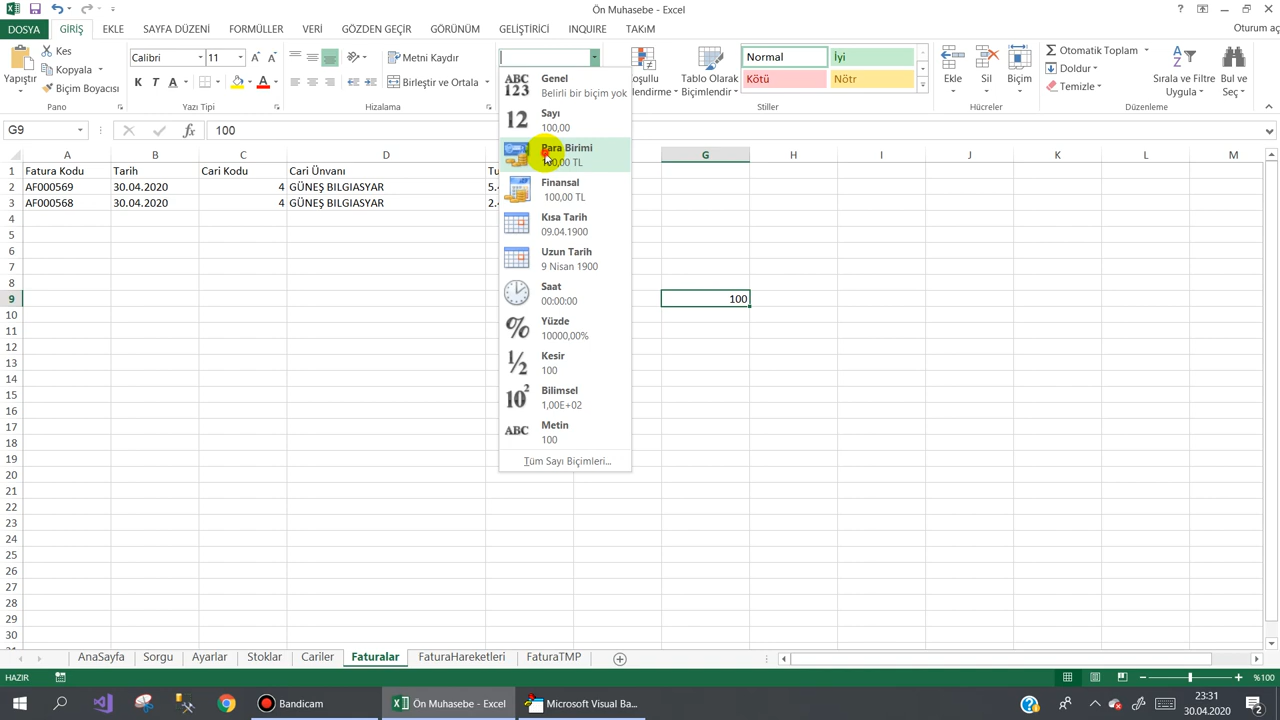 Ön Muhasebe - Excel
DOSYA GİRİŞ EKLE SAYFA DÜZENİ FORMÜLLER VERİ GÖZDEN GEÇİR GÖRÜNÜM GELİŞTİRİCİ INQUIRE TAKıM
Oturum aç
Yapıştır
Kes
Kopyala
Biçim Boyacısı
Pano
Calibri 11
K T A
Yazı Tipi
Metni Kaydır
Birleştir ve Ortala
Hizalama
Tablo Olarak
Biçimlendir
Normal İyi
Kötü Nötr
Stiller
Ekle Sil Biçim
Hücreler
Otomatik Toplam
Doldur
Temizle
Sırala ve Filtre
Uygula
Bul ve
Seç
Düzenleme
G9 fx 100
ABC
123
Genel
Belirli bir biçim yok
12
Sayı
100,00
Para Birimi
Finansal
100,00 TL
Kısa Tarih
09.04.1900
Uzun Tarih
9 Nisan 1900
Saat
00:00:00
%
Yüzde
10000,00%
1/2
Kesir
100
10²
Bilimsel
1,00E+02
ABC
Metin
100
Tüm Sayı Biçimleri...
A B C D G H I J K L M
1 Fatura Kodu Tarih Cari Kodu Cari Ünvanı
2 AF000569 30.04.2020 4 GÜNEŞ BILGIASYAR
3 AF000568 30.04.2020 4 GÜNEŞ BILGIASYAR
4
5
6
7
8
9 100
10
11
12
13
14
15
16
17
18
19
20
21
22
23
24
25
26
27
28
29
30
AnaSayfa Sorgu Ayarlar Stoklar Cariler Faturalar FaturaHareketleri FaturaTMP
HAZIR %100
Bandicam Ön Muhasebe - Excel Microsoft Visual Ba...
23:31
30.04.2020
2